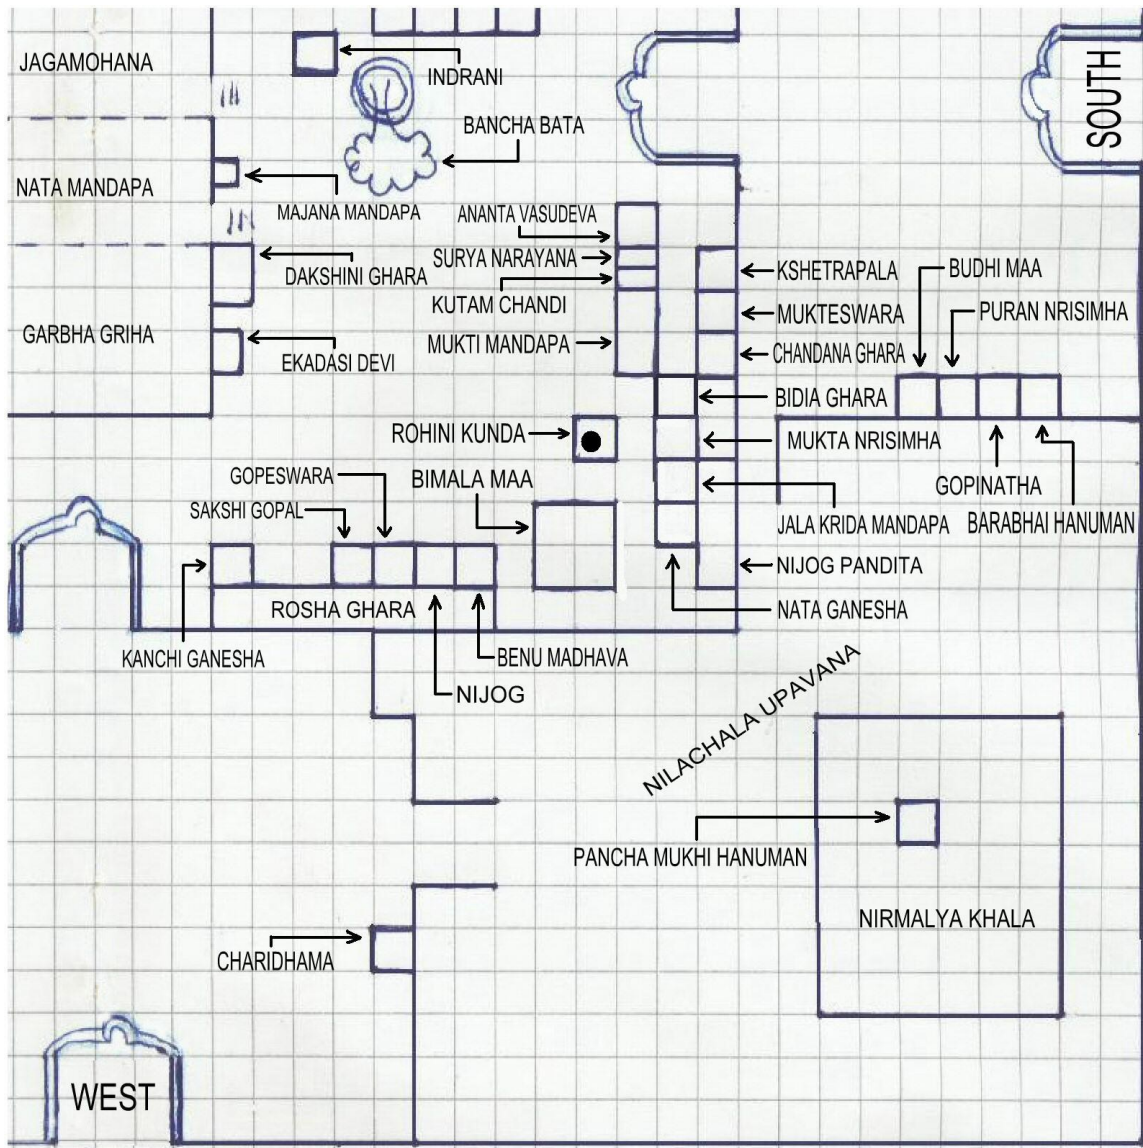 JAGAMOHANA
INDRANI
SOUTH
BANCHA BATA
NATA MANDAPA
MAJANA MANDAPA
ANANTA VASUDEVA
SURYA NARAYANA
KUTAM CHANDI
MUKTI MANDAPA
DAKSHINI GHARA
GARBHA GRIHA
EKADASI DEVI
KSHETRAPALA
MUKTESWARA
CHANDANA GHARA
BIDIA GHARA
MUKTA NRISIMHA
JALA KRIDA MANDAPA
NIJOG PANDITA
NATA GANESHA
BUDHI MAA
PURAN NRISIMHA
GOPINATHA
BARABHAI HANUMAN
ROHINI KUNDA
GOPESWARA
BIMALA MAA
SAKSHI GOPAL
ROSHA GHARA
KANCHI GANESHA
BENU MADHAVA
NIJOG
NILACHALA UPAVANA
PANCHA MUKHI HANUMAN
NIRMALYA KHALA
CHARIDHAMA
WEST